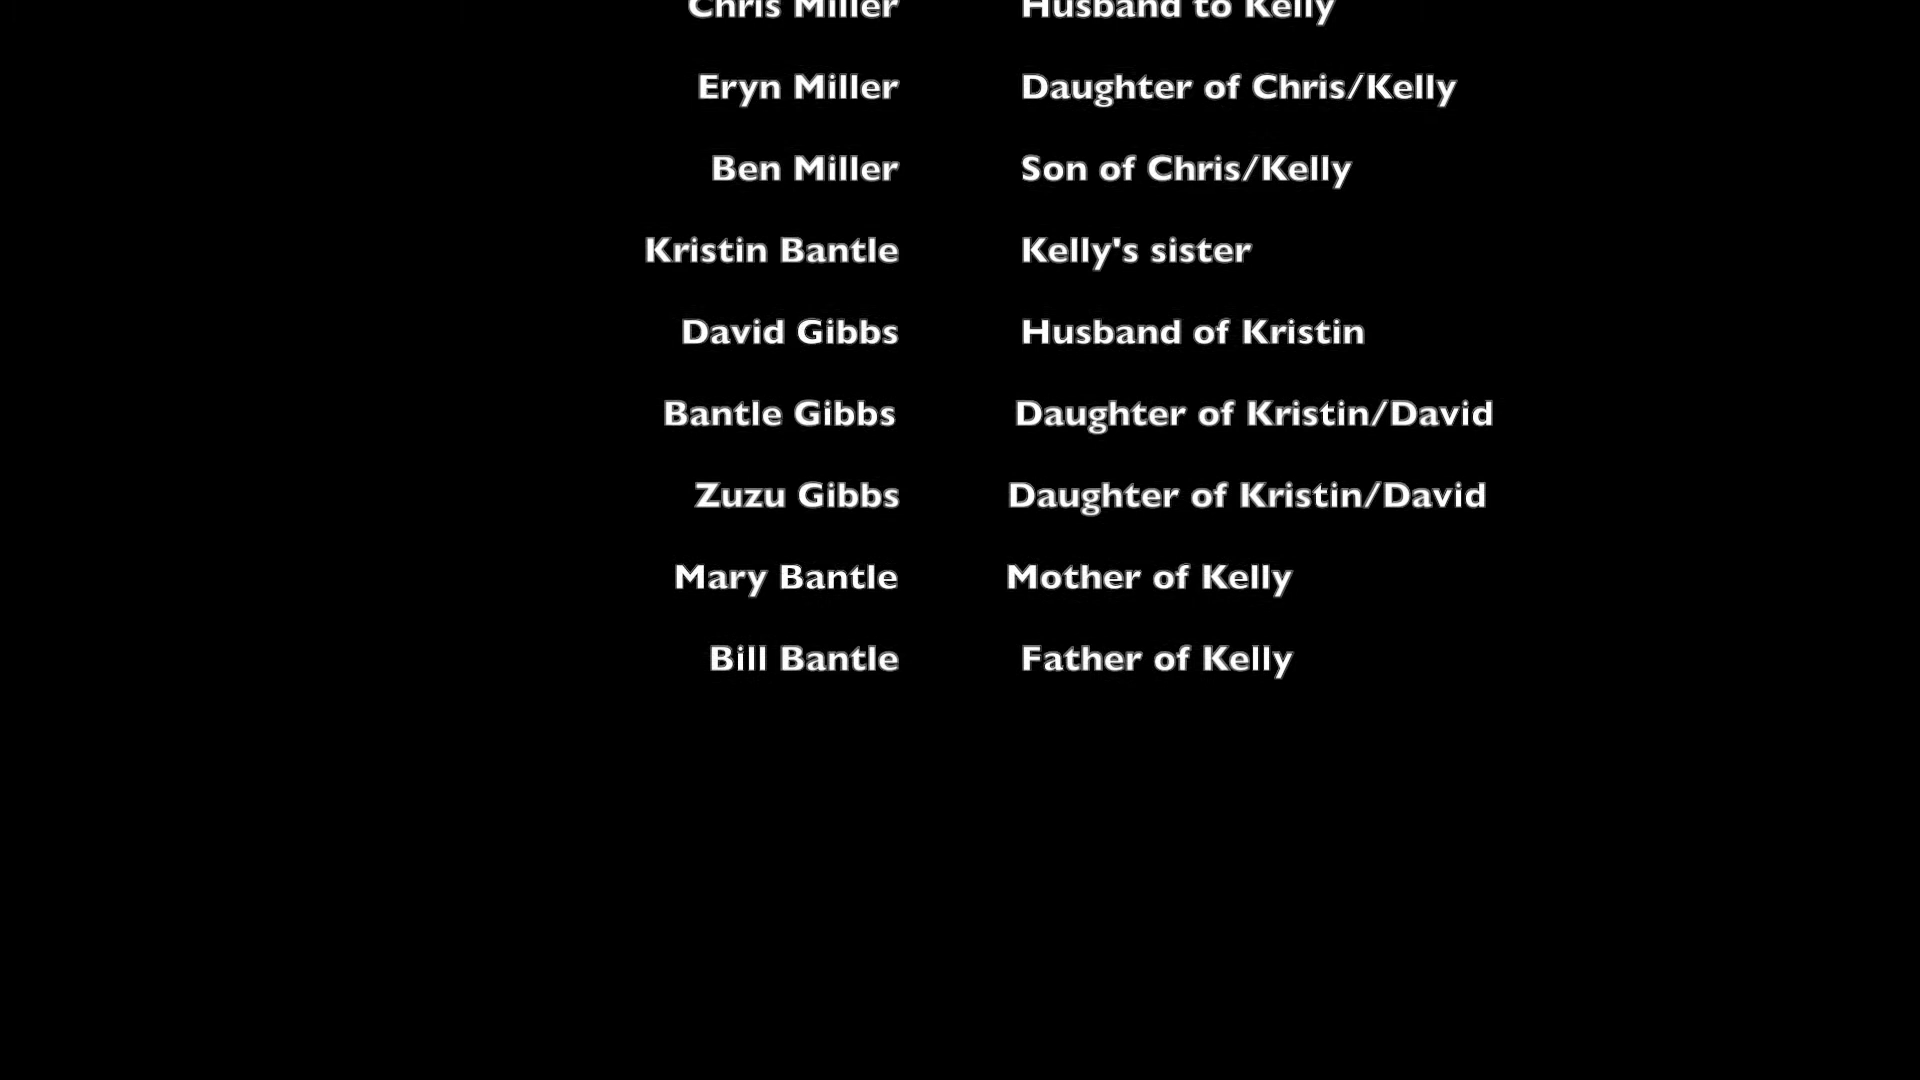 Chris Miller Husband to Kelly
Eryn Miller Daughter of Chris/Kelly
Ben Miller Son of Chris/Kelly
Kristin Bantle Kelly's sister
David Gibbs Husband of Kristin
Bantle Gibbs Daughter of Kristin/David
Zuzu Gibbs Daughter of Kristin/David
Mary Bantle Mother of Kelly
Bill Bantle Father of Kelly